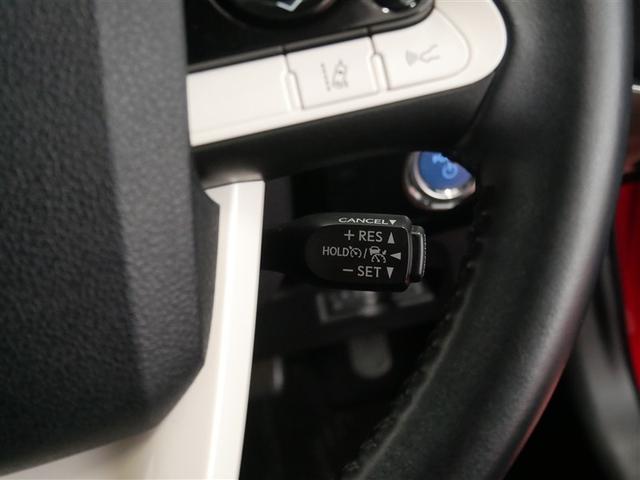 CANCEL▼
+ RES ▲
HOLD / ◀
− SET ▼